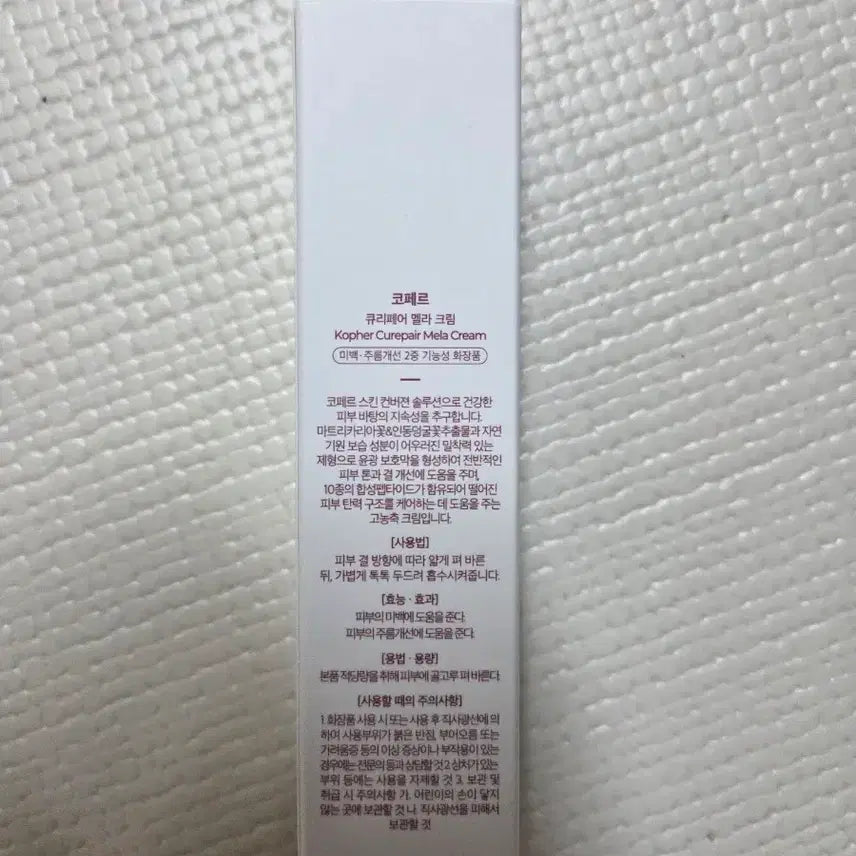 코페르
큐리페어 멜라 크림
Kopher Curepair Mela Cream
미백·주름개선 2중 기능성 화장품
코페르 스킨 컨버젼 솔루션으로 건강한
피부 바탕의 지속성을 추구합니다.
마트리카리아꽃&인동덩굴꽃추출물과 자연
기원 보습 성분이 어우러진 밀착력 있는
제형으로 윤광 보호막을 형성하여 전반적인
피부 톤과 결 개선에 도움을 주며,
10종의 합성펩타이드가 함유되어 떨어진
피부 탄력 구조를 케어하는 데 도움을 주는
고농축 크림입니다.
[사용법]
피부 결 방향에 따라 얇게 펴 바른
뒤, 가볍게 톡톡 두드려 흡수시켜줍니다.
[효능·효과]
피부의 미백에 도움을 준다.
피부의 주름개선에 도움을 준다.
[용법·용량]
본품 적당량을 취해 피부에 골고루 펴 바른다.
[사용할 때의 주의사항]
1. 화장품 사용 시 또는 사용 후 직사광선에 의
하여 사용부위가 붉은 반점, 부어오름 또는
가려움증 등의 이상 증상이나 부작용이 있는
경우에는 전문의 등과 상담할 것 2. 상처가 있는
부위 등에는 사용을 자제할 것 3. 보관 및
취급 시 주의사항 가. 어린이의 손이 닿지
않는 곳에 보관할 것 나. 직사광선을 피해서
보관할 것